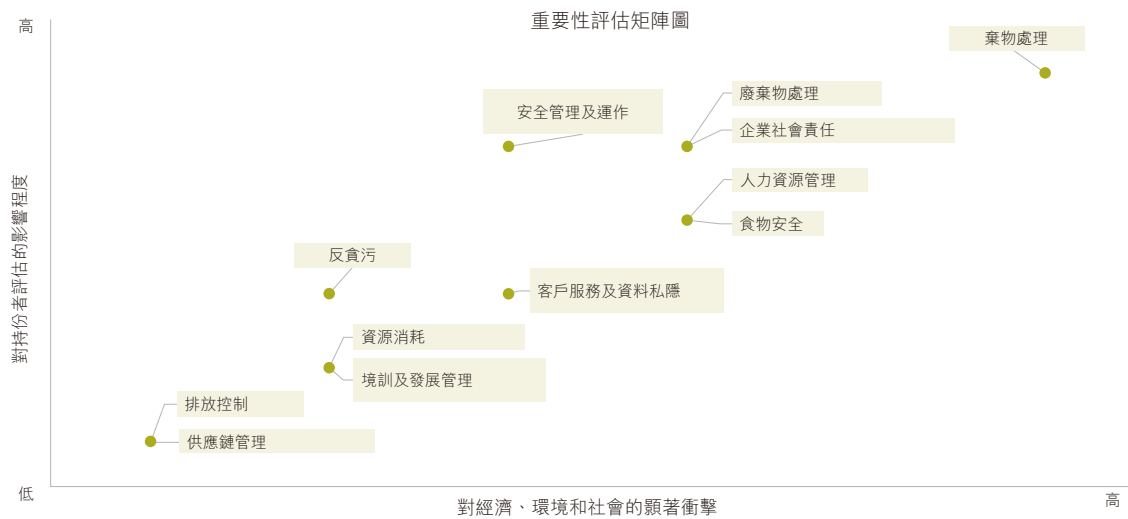 重要性評估矩陣圖
高
棄物處理
廢棄物處理
安全管理及運作
企業社會責任
人力資源管理
食物安全
反貪污
客戶服務及資料私隱
對持份者評估的影響程度
資源消耗
境訓及發展管理
排放控制
供應鏈管理
低
高
對經濟、環境和社會的顯著衝擊